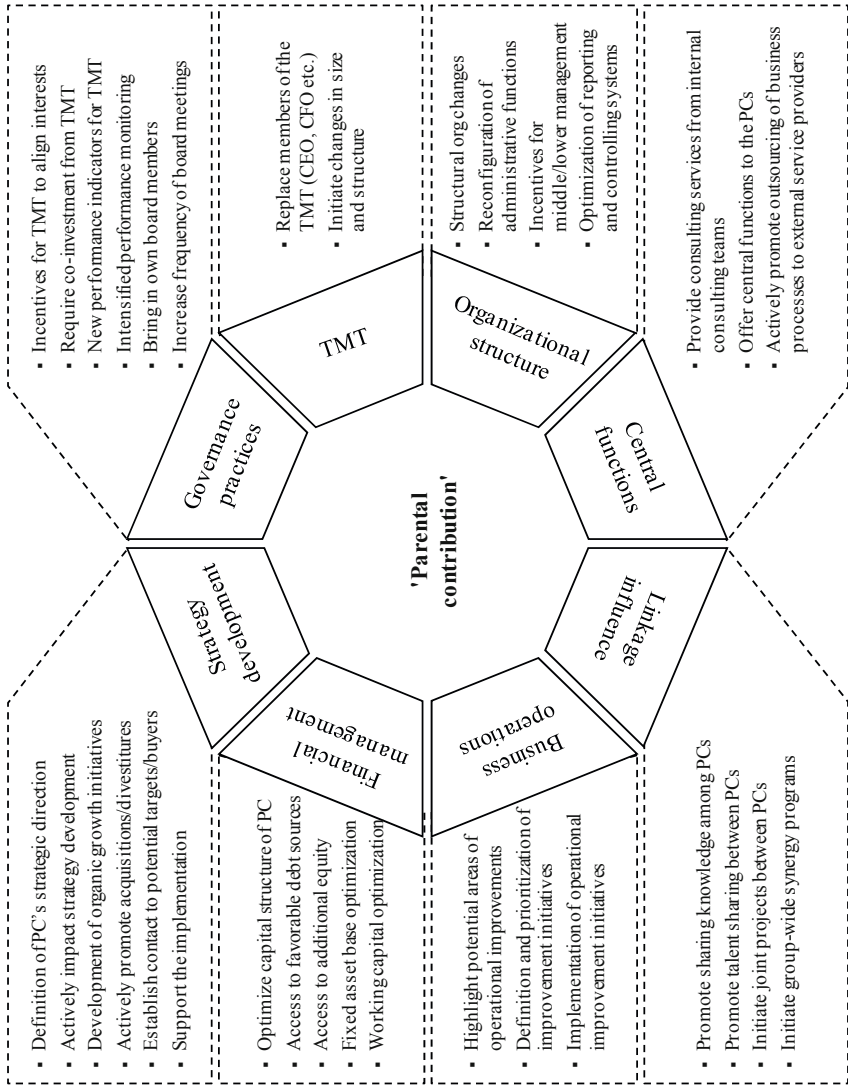 ▪ Definition of PC's strategic direction
▪ Actively impact strategy development
▪ Development of organic growth initiatives
▪ Actively promote acquisitions/divestitures
▪ Establish contact to potential targets/buyers
▪ Support the implementation
▪ Incentives for TMT to align interests
▪ Require co-investment from TMT
▪ New performance indicators for TMT
▪ Intensified performance monitoring
▪ Bring in own board members
▪ Increase frequency of board meetings
Strategy
development
Governance
practices
▪ Optimize capital structure of PC
▪ Access to favorable debt sources
▪ Access to additional equity
▪ Fixed asset base optimization
▪ Working capital optimization
Financial
management
TMT
▪ Replace members of the
TMT (CEO, CFO etc.)
▪ Initiate changes in size
and structure
'Parental
contribution'
▪ Highlight potential areas of
operational improvements
▪ Definition and prioritization of
improvement initiatives
▪ Implementation of operational
improvement initiatives
Business
operations
Organizational
structure
▪ Structural org changes
▪ Reconfiguration of
administrative functions
▪ Incentives for
middle/lower management
▪ Optimization of reporting
and controlling systems
Linkage
influence
Central
functions
▪ Promote sharing knowledge among PCs
▪ Promote talent sharing between PCs
▪ Initiate joint projects between PCs
▪ Initiate group-wide synergy programs
▪ Provide consulting services from internal
consulting teams
▪ Offer central functions to the PCs
▪ Actively promote outsourcing of business
processes to external service providers